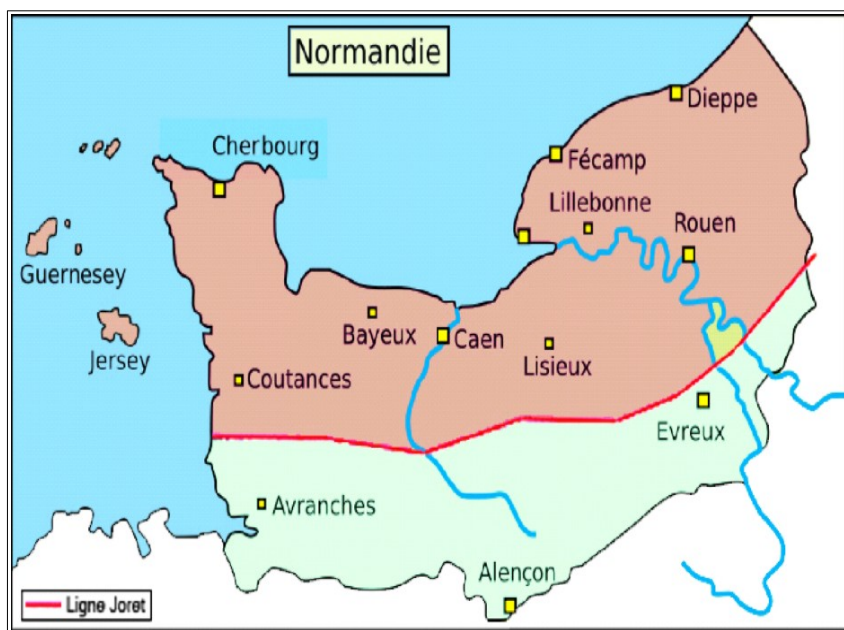 Normandie
Dieppe
Cherbourg
Fécamp
Lillebonne
Rouen
Guernesey
Bayeux
Caen
Jersey
Lisieux
Coutances
Evreux
Avranches
Alençon
Ligne Joret